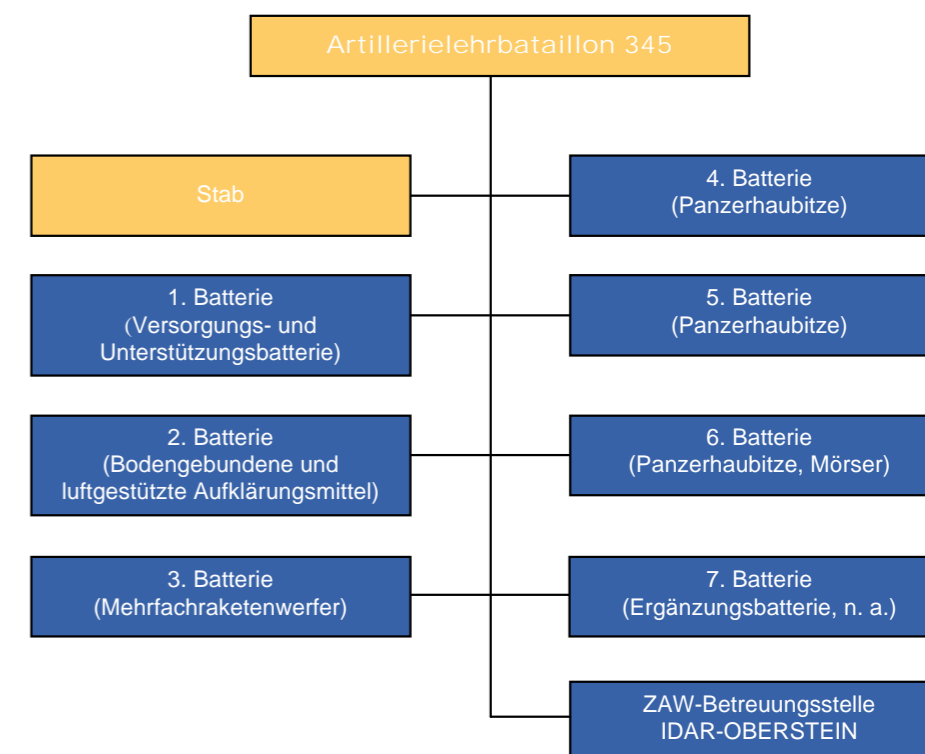 Artillerielehrbataillon 345
Stab
1. Batterie
(Versorgungs- und
Unterstützungsbatterie)
2. Batterie
(Bodengebundene und
luftgestützte Aufklärungsmittel)
3. Batterie
(Mehrfachraketenwerfer)
4. Batterie
(Panzerhaubitze)
5. Batterie
(Panzerhaubitze)
6. Batterie
(Panzerhaubitze, Mörser)
7. Batterie
(Ergänzungsbatterie, n. a.)
ZAW-Betreuungsstelle
IDAR-OBERSTEIN